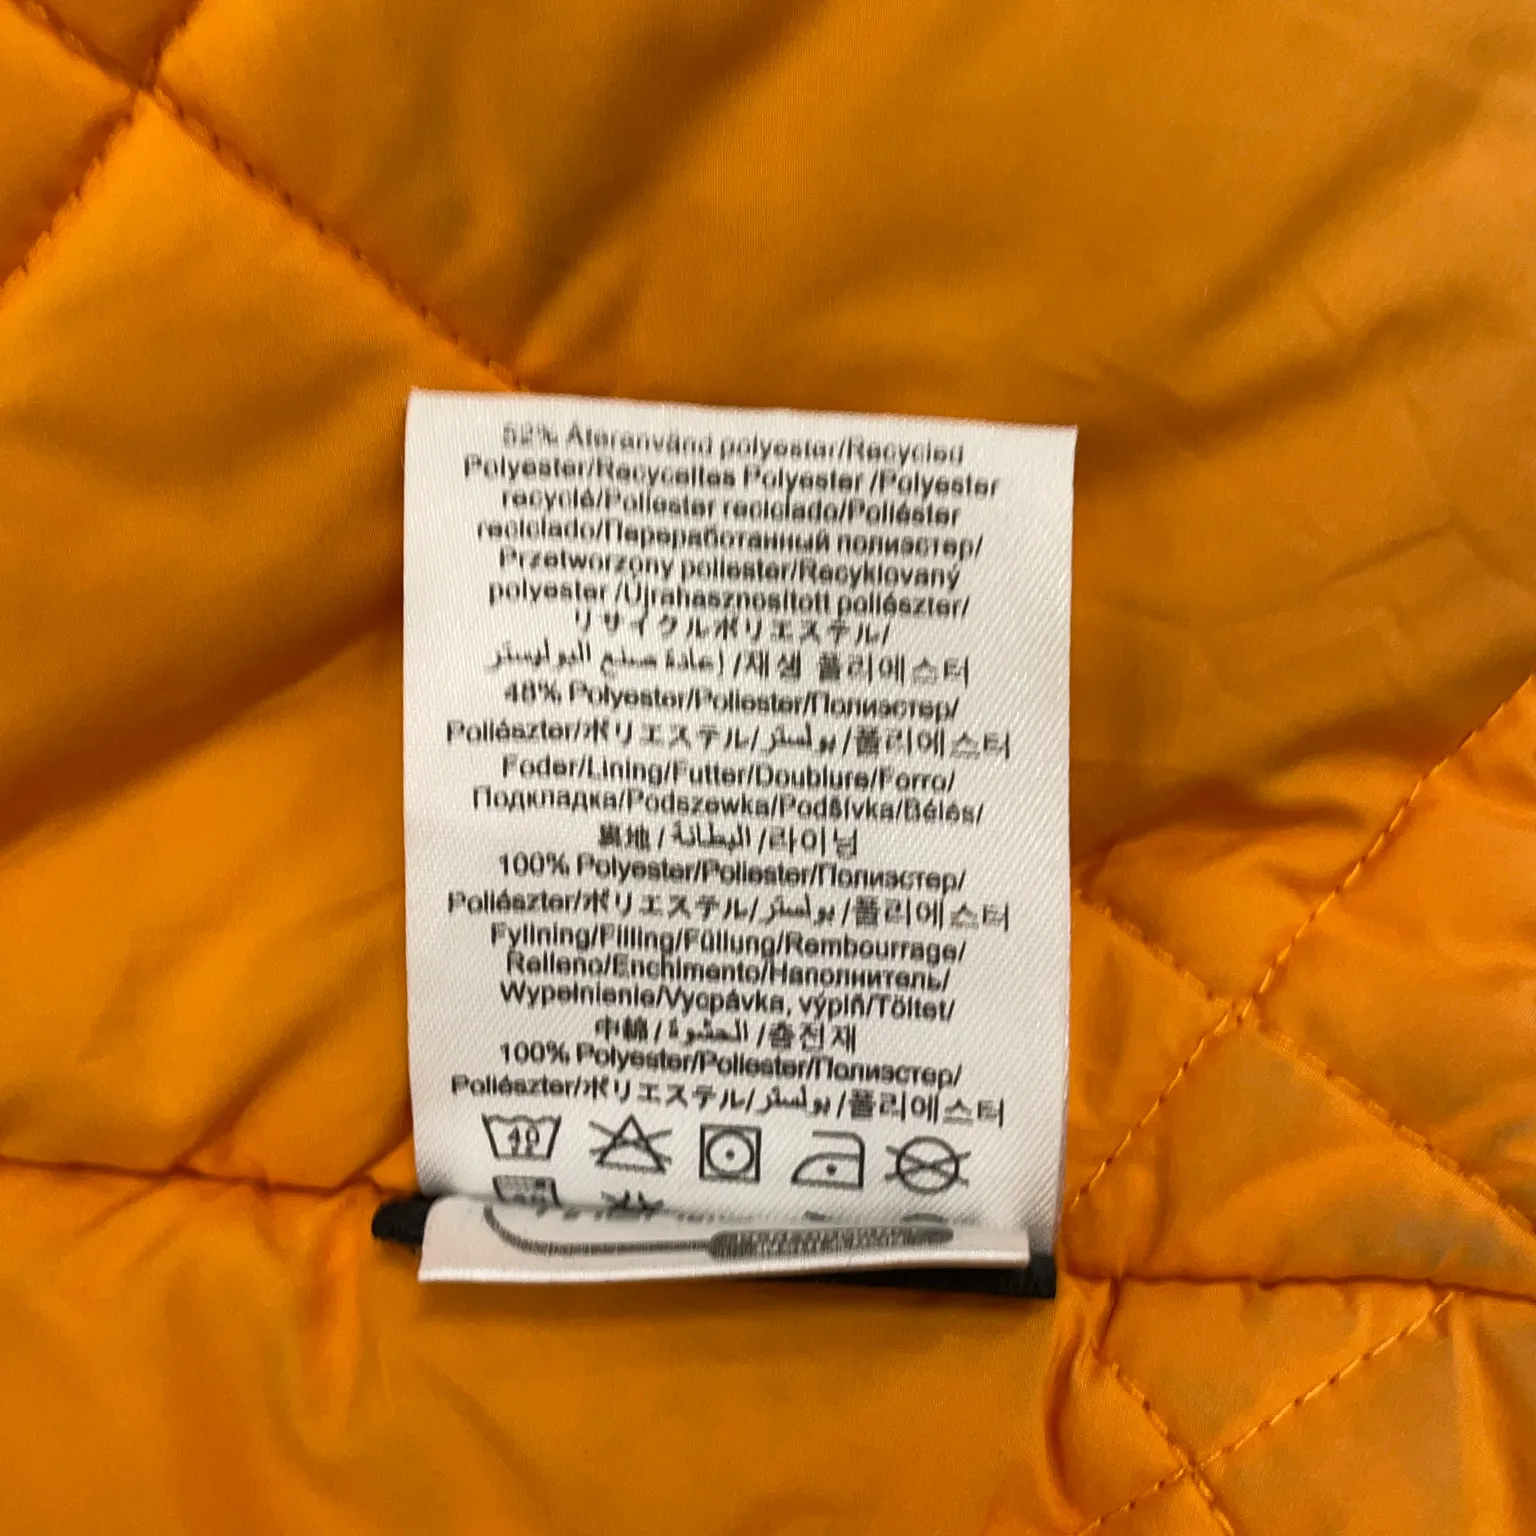 52% Återanvänd polyester/Recycled
Polyester/Recycelltes Polyester /Polyester
recyclé/Poliester reciclado/Poliéster
reciclado/Переработанный полиэстер/
Przetworzony poliester/Recyklovaný
polyester /Újrahasznosított poliészter/
リサイクルポリエステル/
إعادة صنع البوليستر /재생 폴리에스터
48% Polyester/Poliester/Полиэстер/
Poliészter/ポリエステル/بولستر/폴리에스터
Foder/Lining/Futter/Doublure/Forro/
Подкладка/Podszewka/Podšívka/Bélés/
裏地/البطانة/라이닝
100% Polyester/Poliester/Полиэстер/
Poliészter/ポリエステル/بولستر/폴리에스터
Fyllning/Filling/Füllung/Rembourrage/
Relleno/Enchimento/Наполнитель/
Wypełnienie/Vycpávka, výplň/Töltet/
中綿/الحشوة/충전재
100% Polyester/Poliester/Полиэстер/
Poliészter/ポリエステル/بولستر/폴리에스터
40